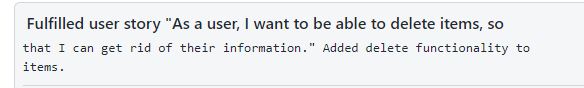 Fulfilled user story "As a user, I want to be able to delete items, so
that I can get rid of their information." Added delete functionality to
items.